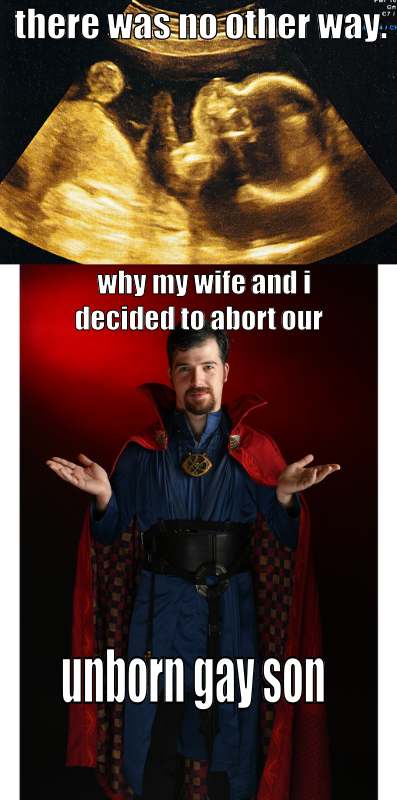 there was no other way.
why my wife and i
decided to abort our
unborn gay son